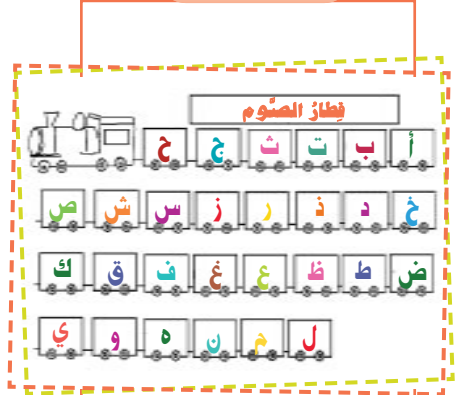 قِطارُ الصَّوم
أ ب ت ث ج ح
خ د ذ ر ز س ش ص
ض ط ظ ع غ ف ق ك
ل م ن ه و ي